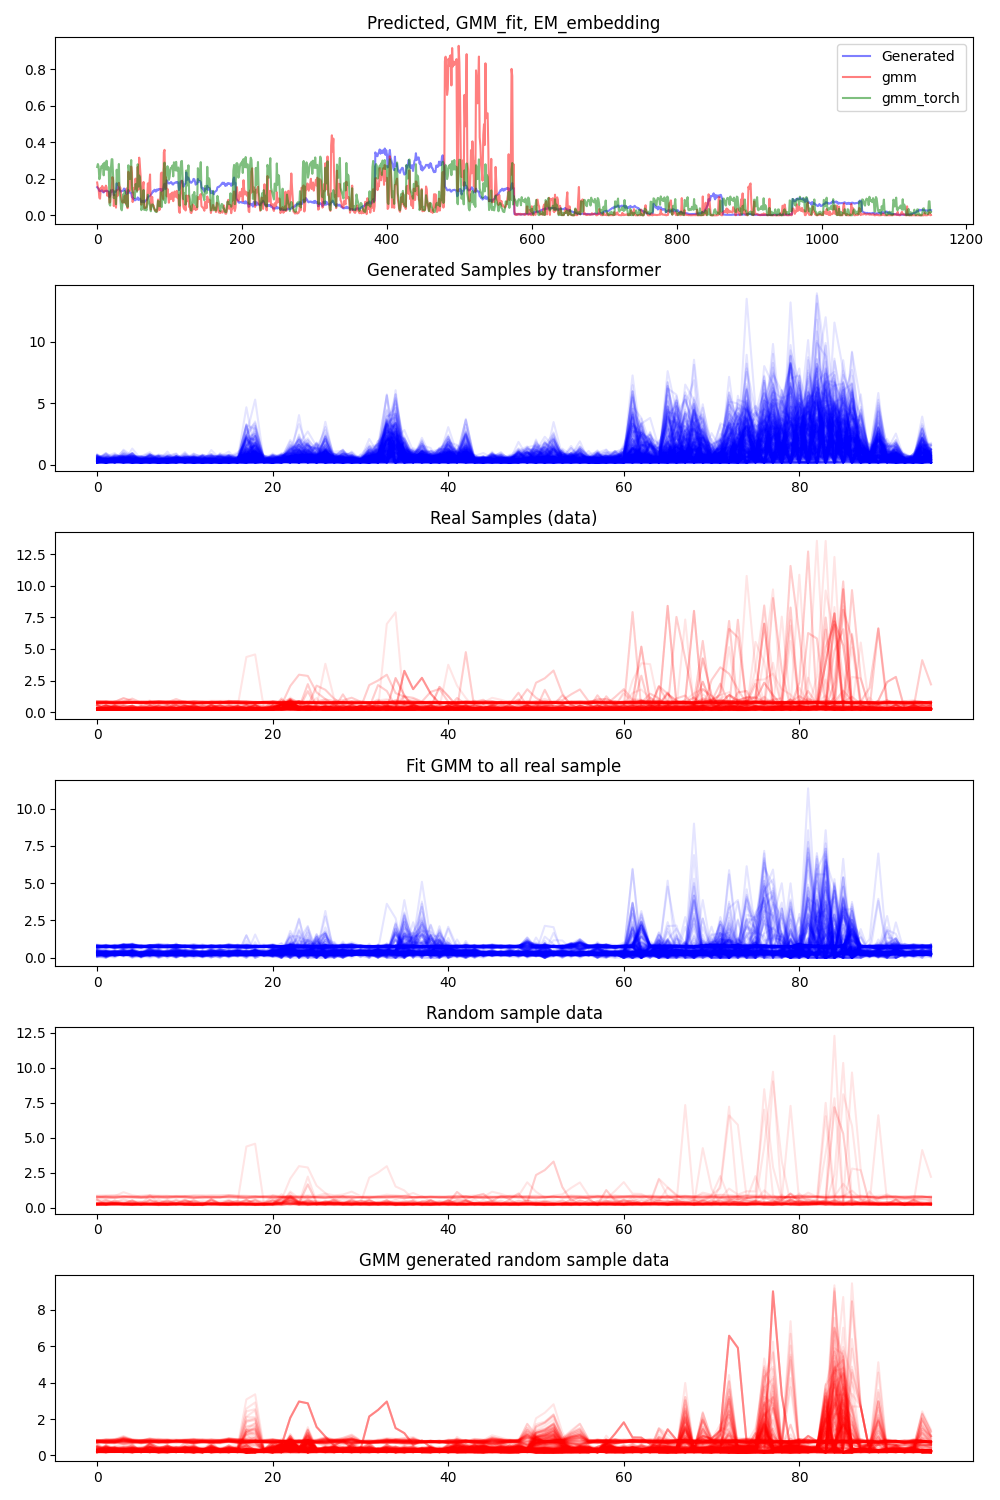 Predicted, GMM_fit, EM_embedding
Generated
gmm
gmm_torch
0.8
0.6
0.4
0.2
0.0
0 200 400 600 800 1000 1200
Generated Samples by transformer
10
5
0
0 20 40 60 80
Real Samples (data)
12.5
10.0
7.5
5.0
2.5
0.0
0 20 40 60 80
Fit GMM to all real sample
10.0
7.5
5.0
2.5
0.0
0 20 40 60 80
Random sample data
12.5
10.0
7.5
5.0
2.5
0.0
0 20 40 60 80
GMM generated random sample data
8
6
4
2
0
0 20 40 60 80